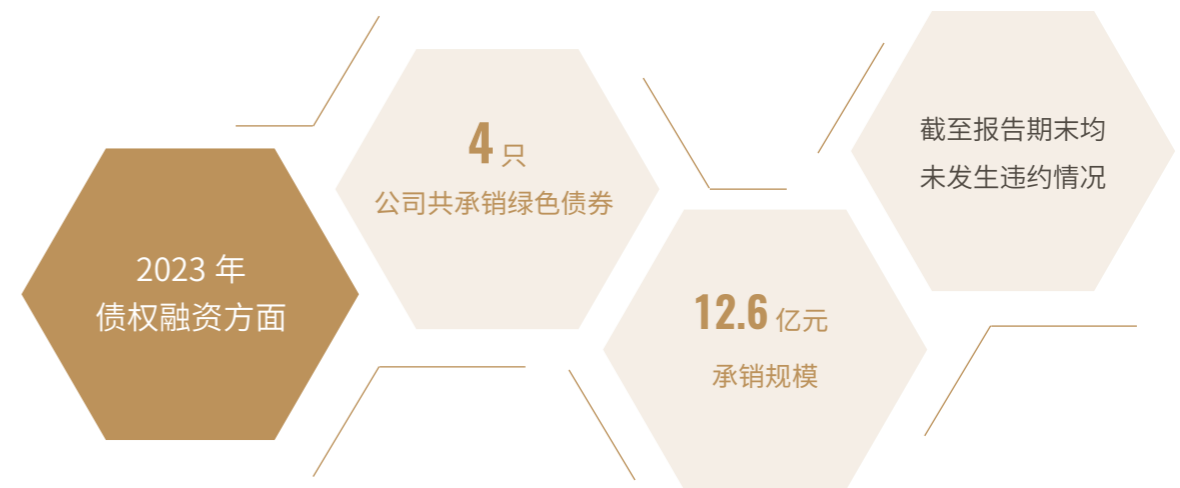 2023 年
债权融资方面
4 只
公司共承销绿色债券
12.6 亿元
承销规模
截至报告期末均
未发生违约情况